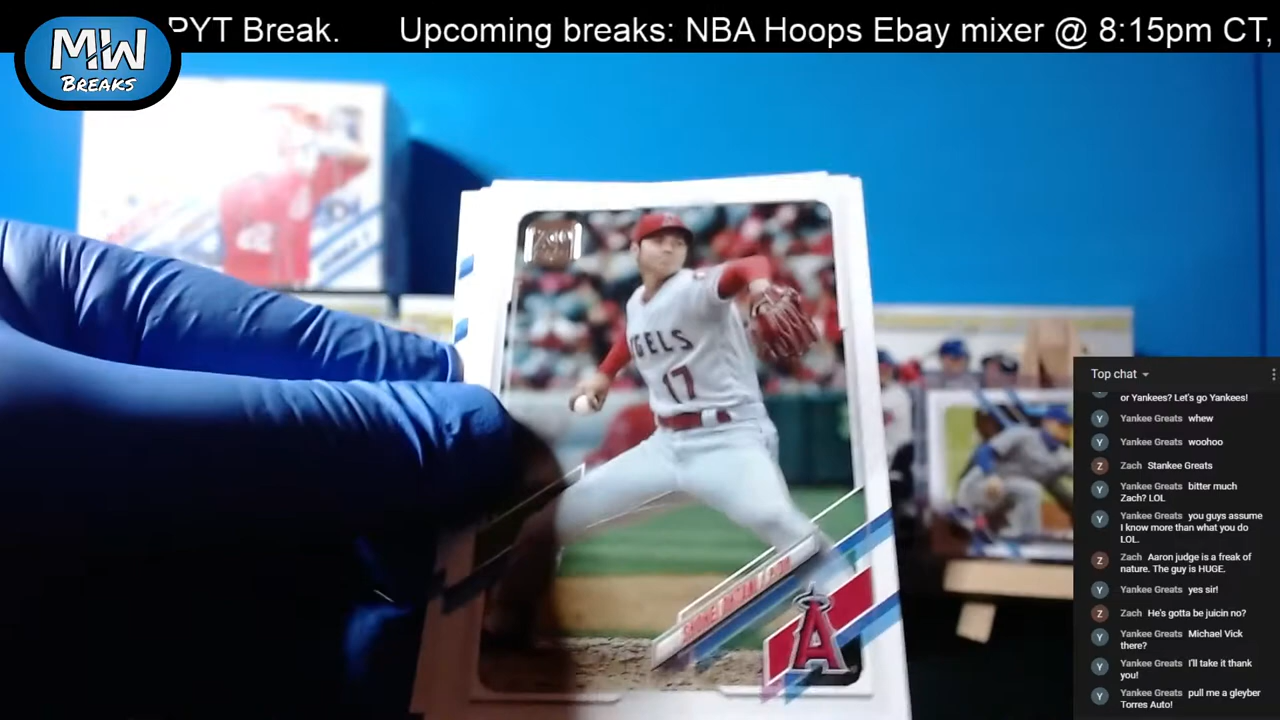 PYT Break. Upcoming breaks: NBA Hoops Ebay mixer @ 8:15pm CT,
MW
BREAKS
70
ANGELS
17
A
Top chat
or Yankees? Let's go Yankees!
Yankee Greats whew
Yankee Greats woohoo
Z Zach Stankee Greats
Y Yankee Greats bitter much
Zach? LOL
Y Yankee Greats you guys assume
I know more than what you do
LOL.
Z Zach Aaron judge is a freak of
nature. The guy is HUGE.
Y Yankee Greats yes sir!
Z Zach He's gotta be juicin no?
Y Yankee Greats Michael Vick
there?
Y Yankee Greats I'll take it thank
you!
Y Yankee Greats pull me a gleyber
Torres Auto!